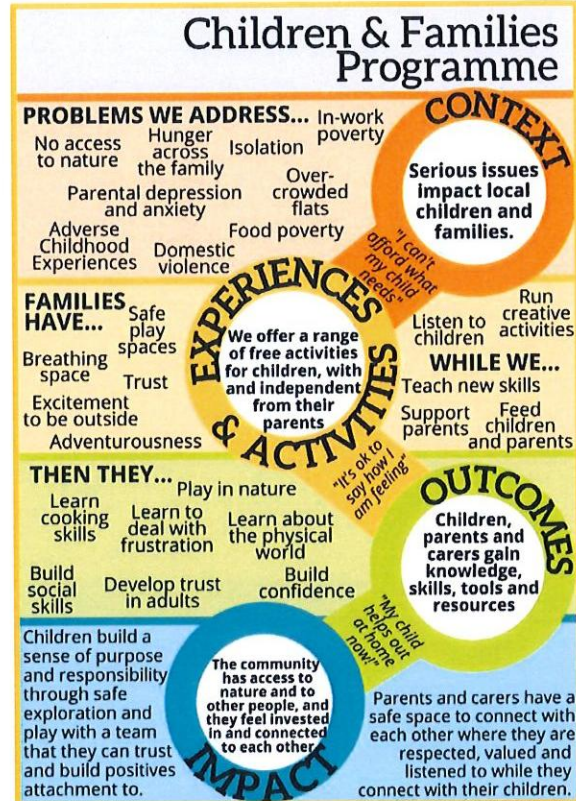 Children & Families
Programme
CONTEXT
PROBLEMS WE ADDRESS...
In-work
poverty
No access
to nature
Hunger
across
the family
Isolation
Over-
crowded
flats
Parental depression
and anxiety
Adverse
Childhood
Experiences
Domestic
violence
Food poverty
Serious issues
impact local
children and
families.
"I can't
afford what
my child
needs"
EXPERIENCES
& ACTIVITIES
We offer a range
of free activities
for children, with
and independent
from their
parents
FAMILIES
HAVE...
Safe
play
spaces
Breathing
space
Trust
Excitement
to be outside
Adventurousness
Listen to
children
Run
creative
activities
WHILE WE...
Teach new skills
Support
parents
Feed
children
and parents
"It's ok to
say how I
am feeling"
OUTCOMES
Children,
parents and
carers gain
knowledge,
skills, tools and
resources
THEN THEY...
Play in nature
Learn
cooking
skills
Learn to
deal with
frustration
Learn about
the physical
world
Build
social
skills
Develop trust
in adults
Build
confidence
"My child
helps out
at home
now!"
Children build a
sense of purpose
and responsibility
through safe
exploration and
play with a team
that they can trust
and build positives
attachment to.
The community
has access to
nature and to
other people, and
they feel invested
in and connected
to each other
IMPACT
Parents and carers have a
safe space to connect with
each other where they are
respected, valued and
listened to while they
connect with their children.